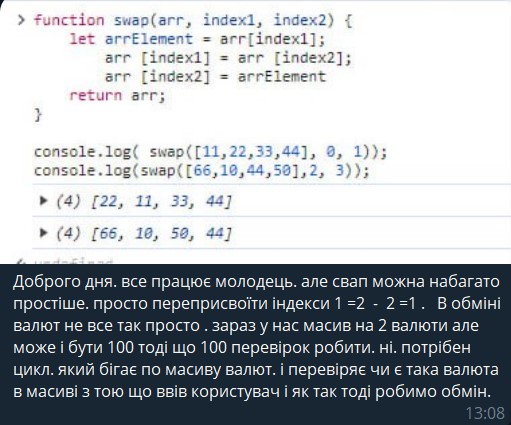 function swap(arr, index1, index2) {
let arrElement = arr[index1];
arr [index1] = arr [index2];
arr [index2] = arrElement
return arr;
}
console.log( swap([11,22,33,44], 0, 1));
console.log(swap([66,10,44,50],2, 3));
(4) [22, 11, 33, 44]
(4) [66, 10, 50, 44]
undefined
Доброго дня. все працює молодець. але свап можна набагато
простіше. просто переприсвоїти індекси 1 =2 - 2 =1 . В обміні
валют не все так просто . зараз у нас масив на 2 валюти але
може і бути 100 тоді що 100 перевірок робити. ні. потрібен
цикл. який бігає по масиву валют. і перевіряє чи є така валюта
в масиві з тою що ввів користувач і як так тоді робимо обмін.
13:08